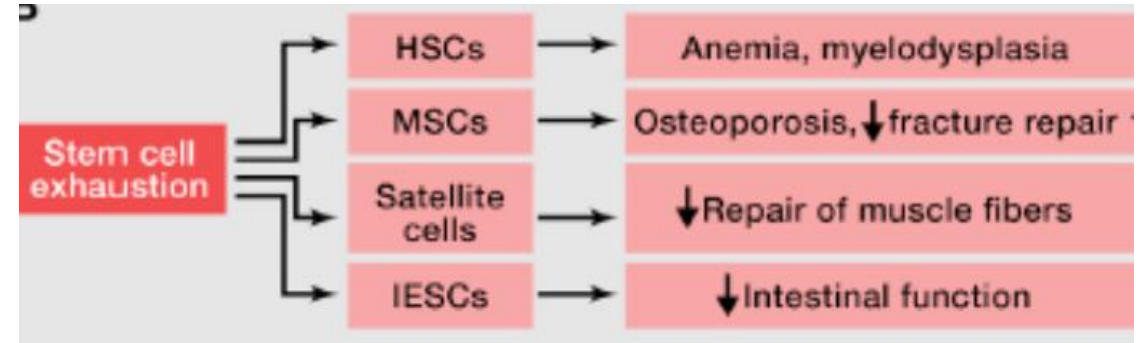 Stem cell
exhaustion
HSCs
Anemia, myelodysplasia
MSCs
Osteoporosis, ↓fracture repair
Satellite
cells
↓Repair of muscle fibers
IESCs
↓Intestinal function